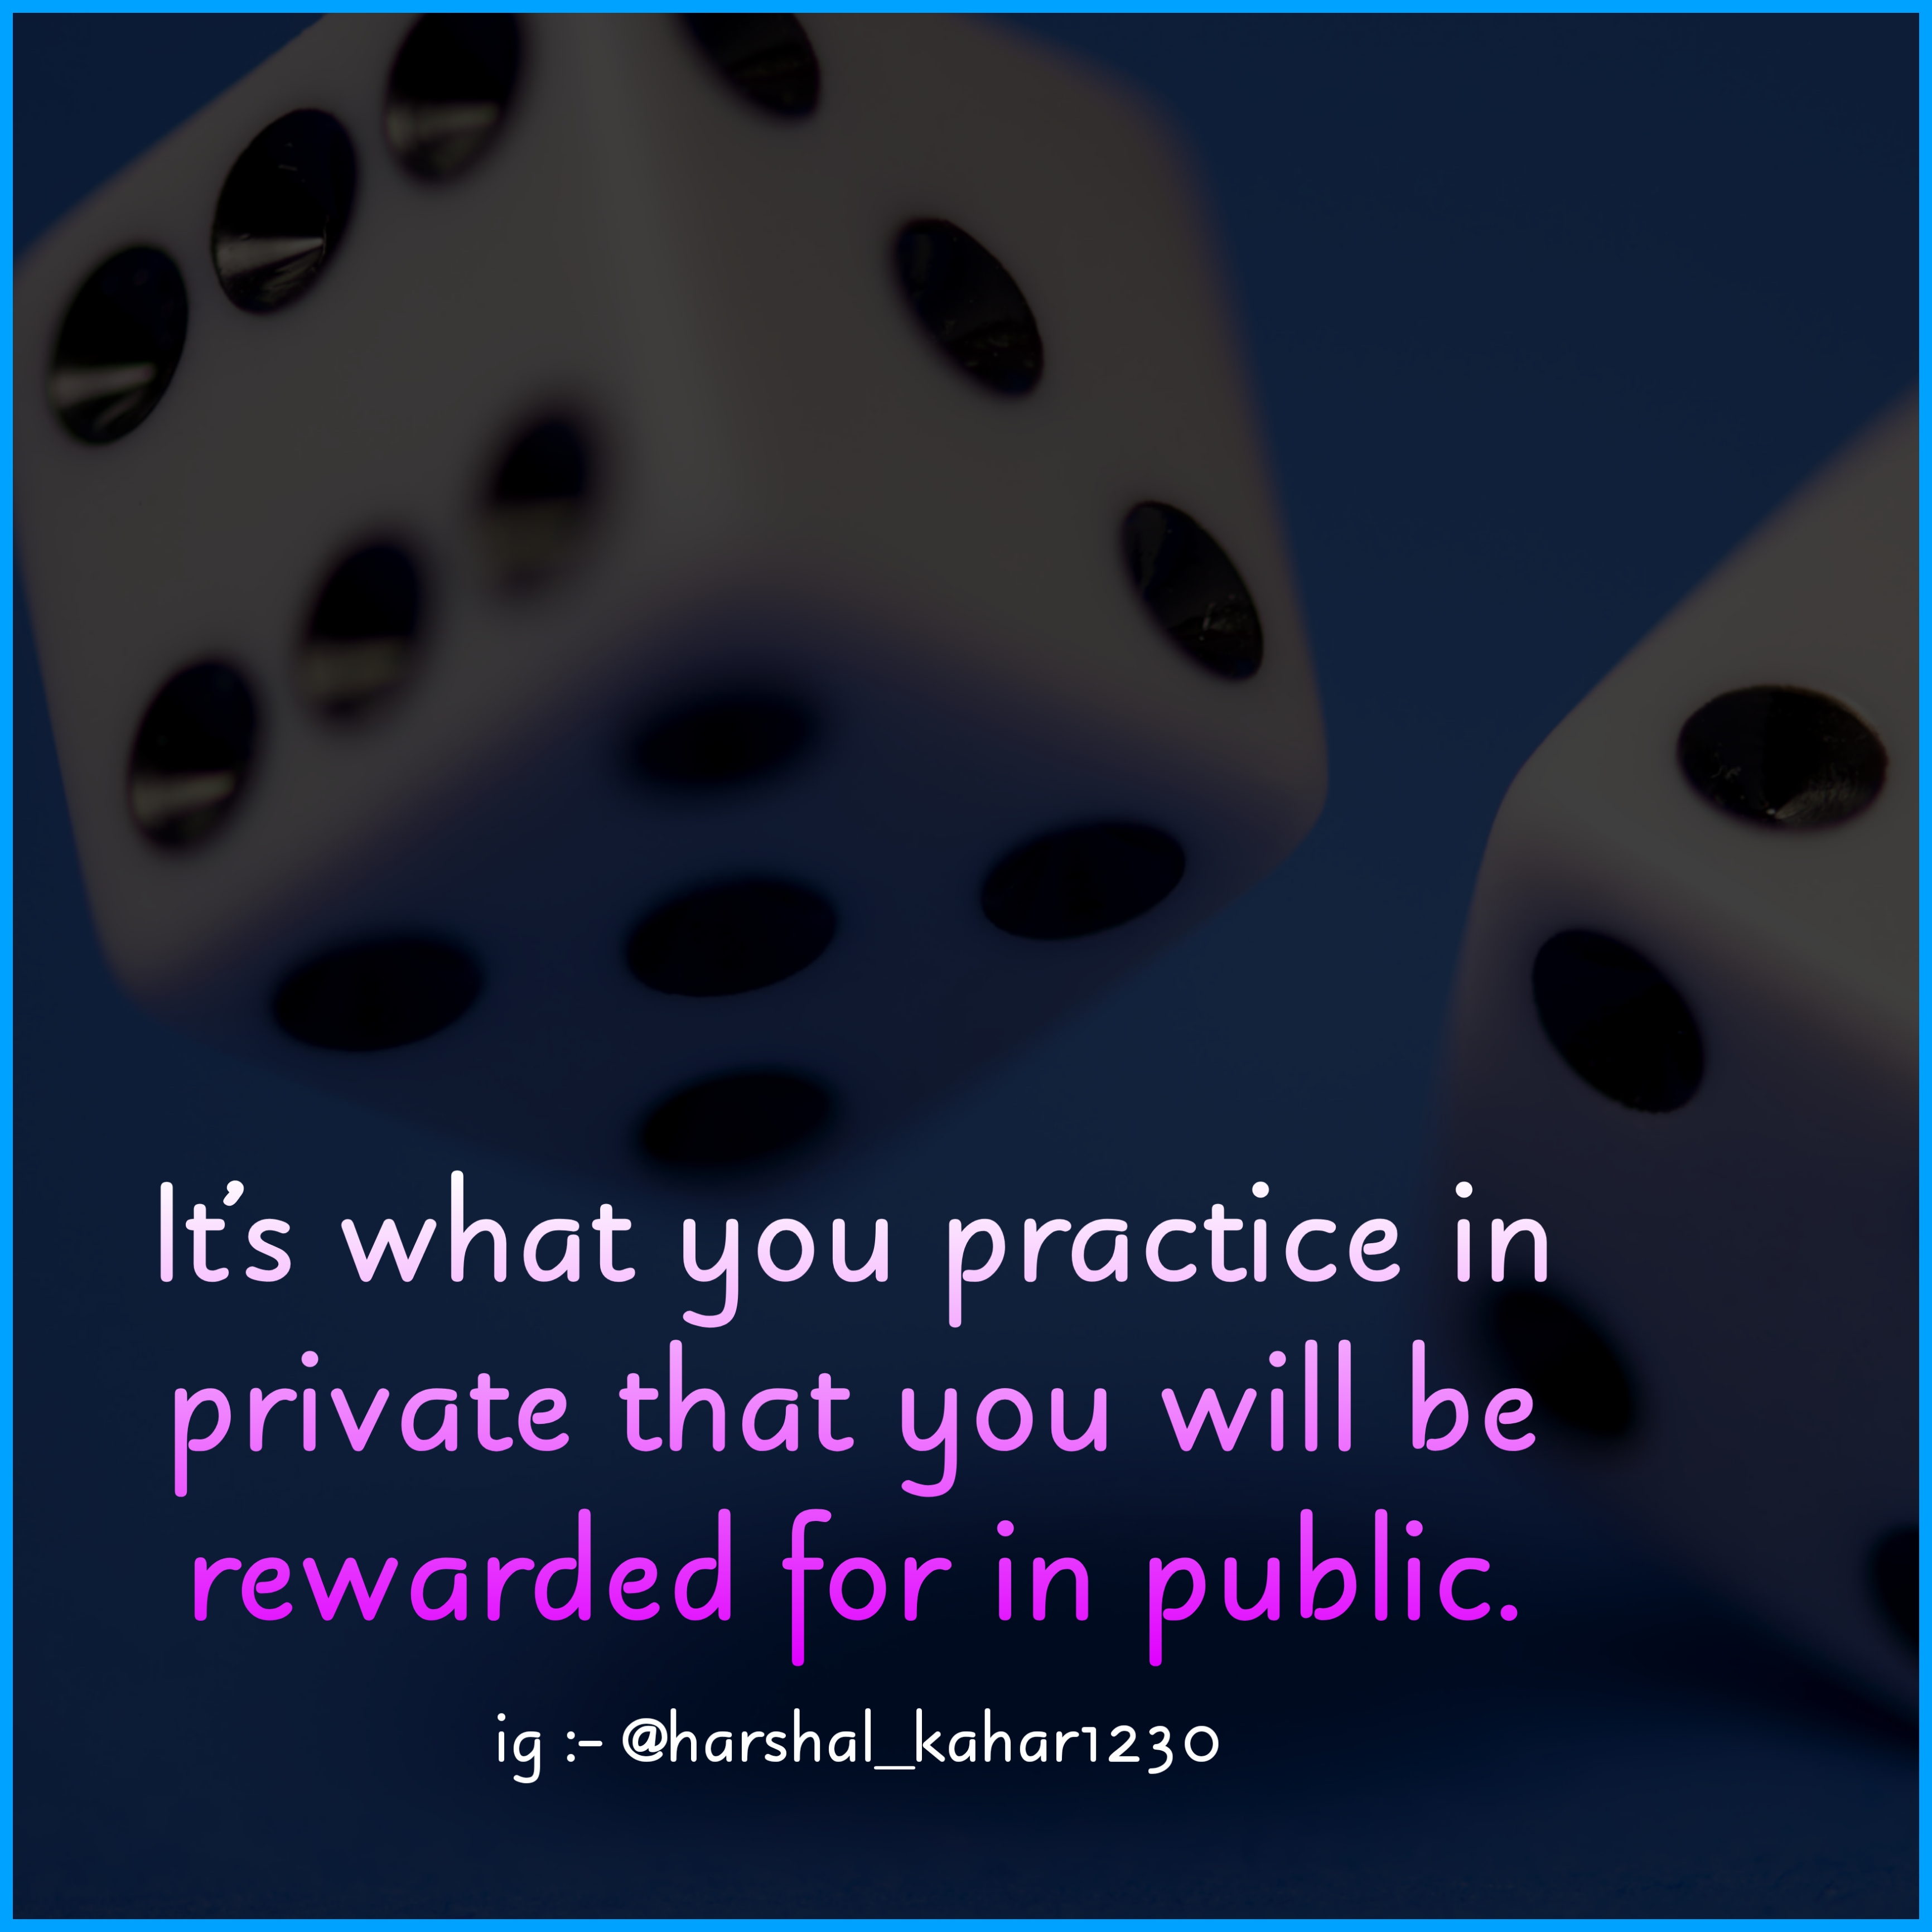 It's what you practice in
private that you will be
rewarded for in public.
ig :- @harshal_kahar1230